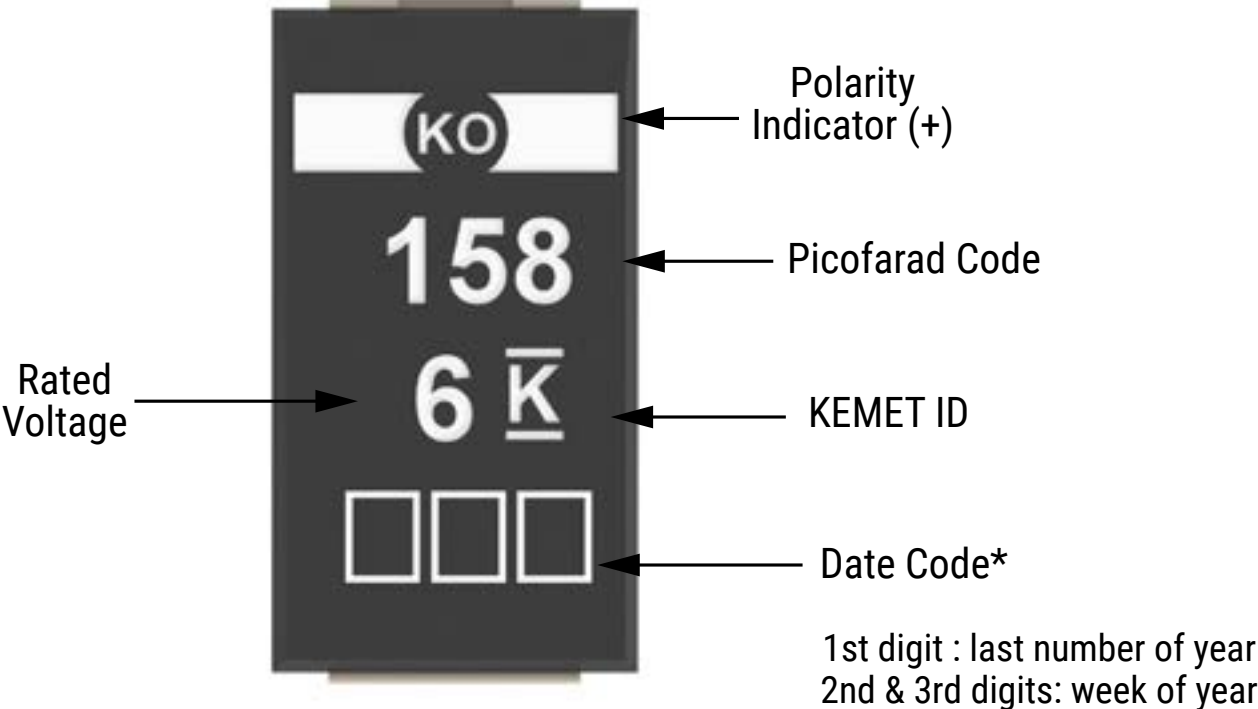 Polarity
Indicator (+)
KO
158
Picofarad Code
Rated
Voltage
6 K
KEMET ID
Date Code*
1st digit : last number of year
2nd & 3rd digits: week of year